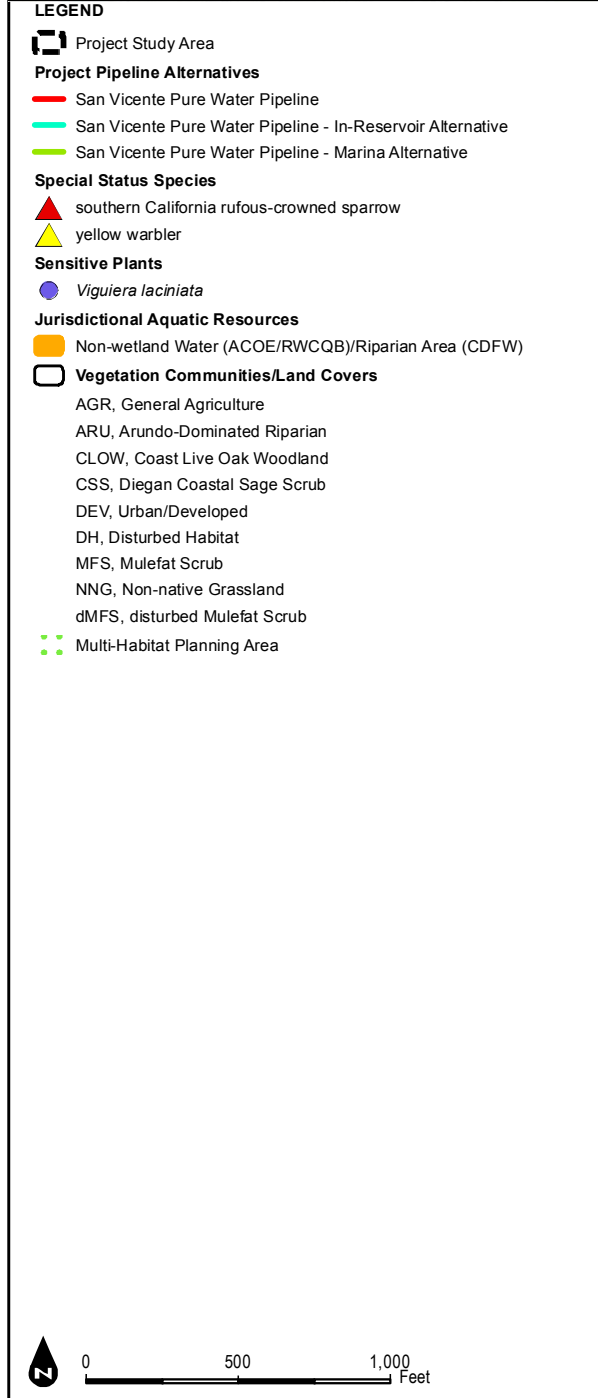 LEGEND
Project Study Area
Project Pipeline Alternatives
San Vicente Pure Water Pipeline
San Vicente Pure Water Pipeline - In-Reservoir Alternative
San Vicente Pure Water Pipeline - Marina Alternative
Special Status Species
southern California rufous-crowned sparrow
yellow warbler
Sensitive Plants
Viguiera laciniata
Jurisdictional Aquatic Resources
Non-wetland Water (ACOE/RWCQB)/Riparian Area (CDFW)
Vegetation Communities/Land Covers
AGR, General Agriculture
ARU, Arundo-Dominated Riparian
CLOW, Coast Live Oak Woodland
CSS, Diegan Coastal Sage Scrub
DEV, Urban/Developed
DH, Disturbed Habitat
MFS, Mulefat Scrub
NNG, Non-native Grassland
dMFS, disturbed Mulefat Scrub
Multi-Habitat Planning Area
N
0 500 1,000
Feet